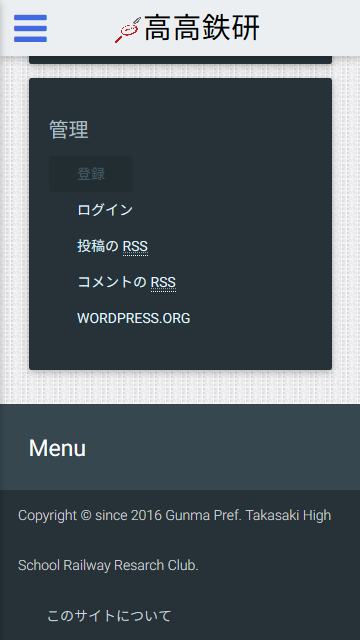 高高鉄研
管理
登録
ログイン
投稿の RSS
コメントの RSS
WORDPRESS.ORG
Menu
Copyright © since 2016 Gunma Pref. Takasaki High
School Railway Resarch Club.
このサイトについて